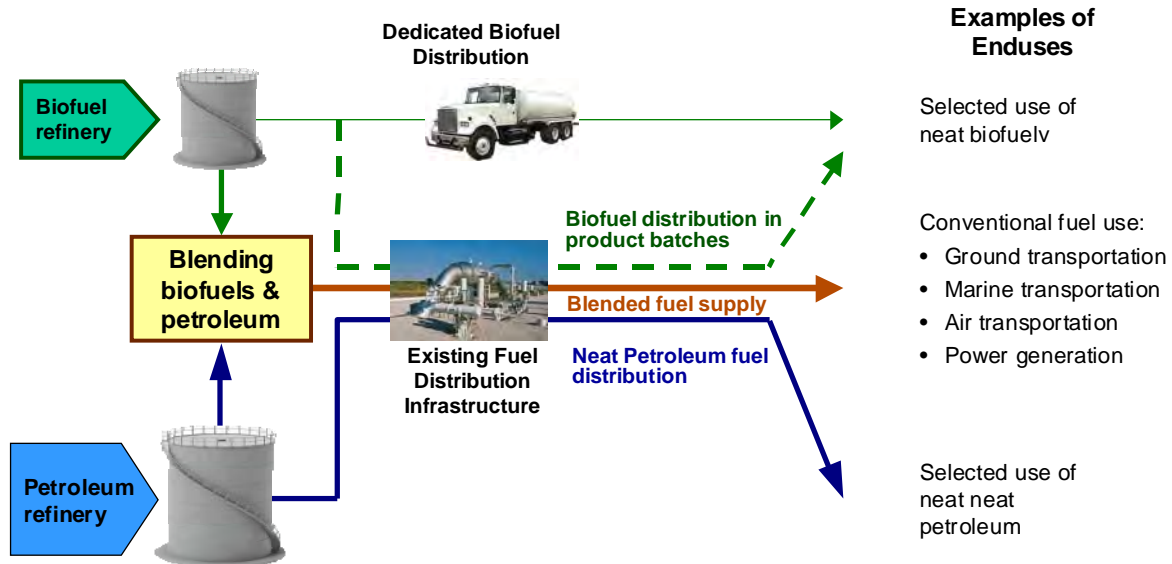 Examples of
Enduses
Dedicated Biofuel
Distribution
Biofuel
refinery
Selected use of
neat biofuelv
Biofuel distribution in
product batches
Blending
biofuels &
petroleum
Blended fuel supply
Conventional fuel use:
• Ground transportation
• Marine transportation
• Air transportation
• Power generation
Existing Fuel
Distribution
Infrastructure
Neat Petroleum fuel
distribution
Petroleum
refinery
Selected use of
neat neat
petroleum